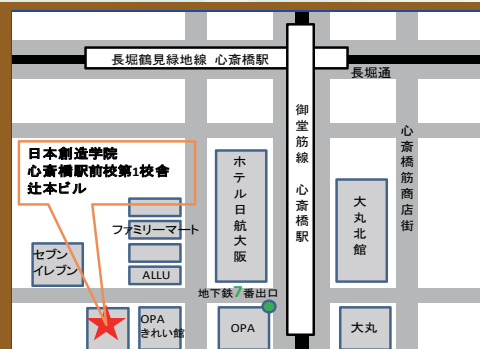 長堀鶴見緑地線 心斎橋駅
長堀通
御堂筋線 心斎橋駅
心斎橋筋商店街
日本創造学院
心斎橋駅前校第1校舎
辻本ビル
ホテル日航大阪
大丸北館
ファミリーマート
セブン
イレブン
ALLU
地下鉄7番出口
OPA
きれい館
OPA
大丸